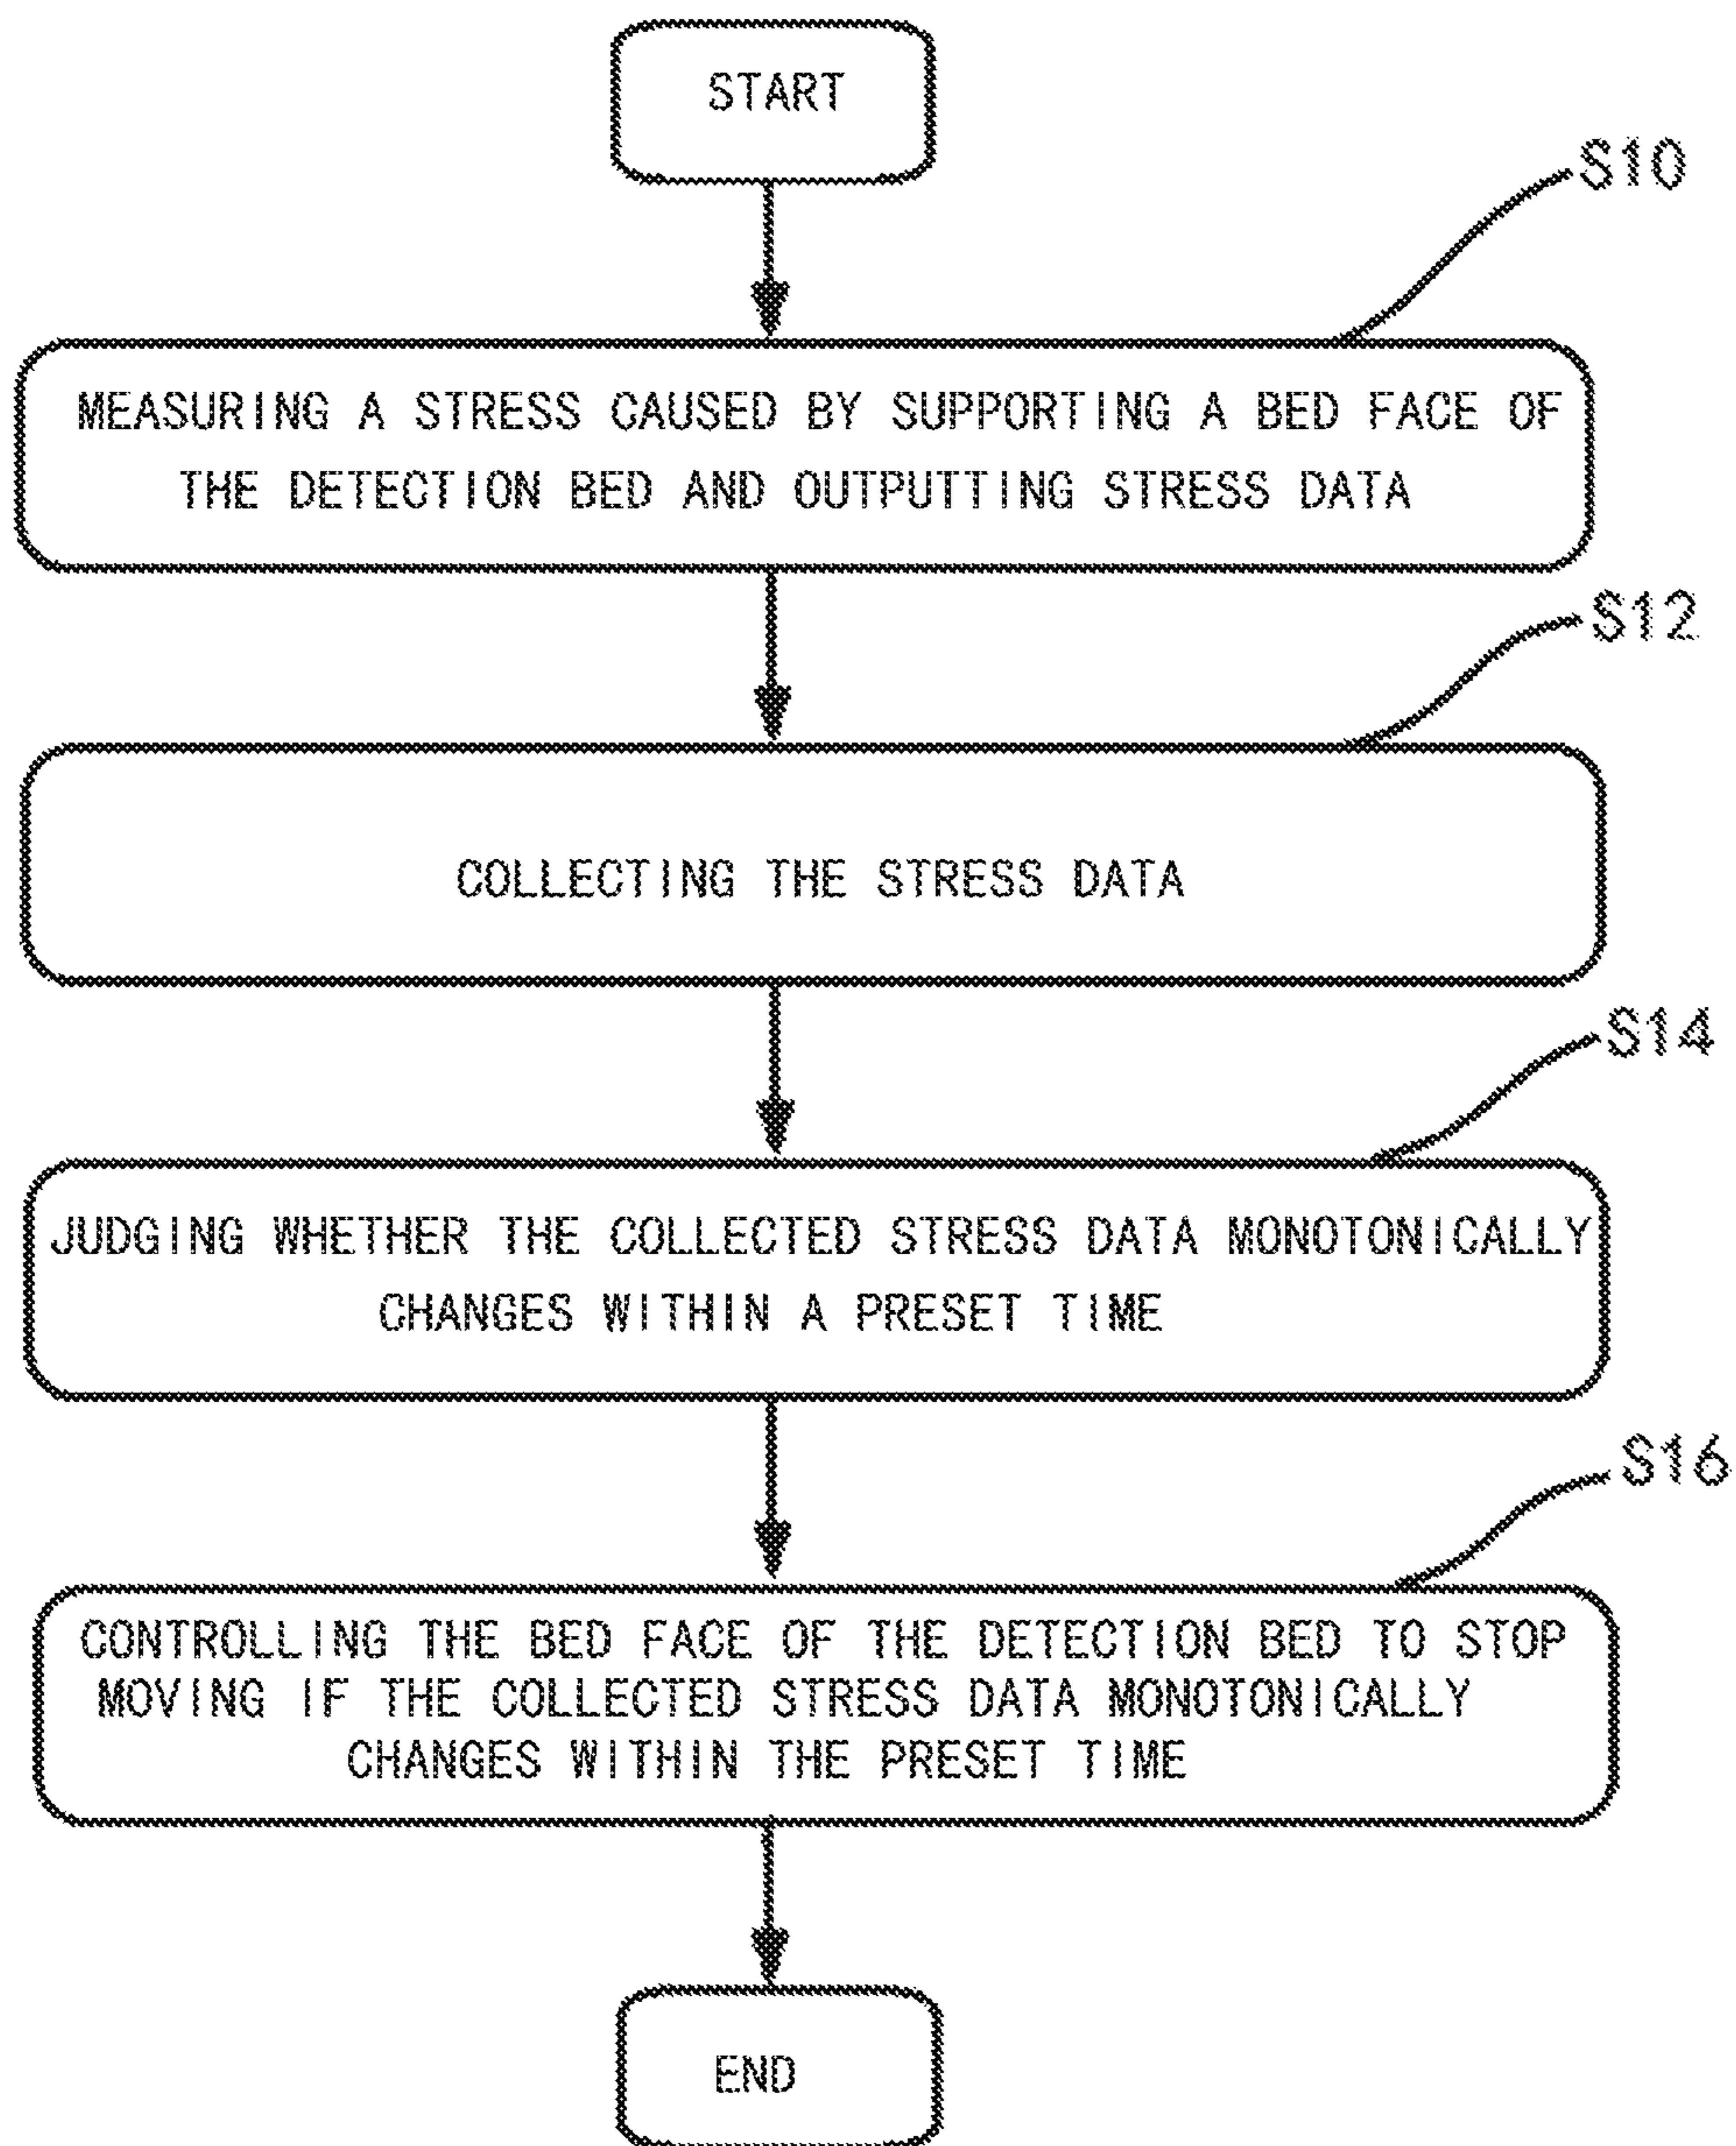 START
S10
MEASURING A STRESS CAUSED BY SUPPORTING A BED FACE OF
THE DETECTION BED AND OUTPUTTING STRESS DATA
S12
COLLECTING THE STRESS DATA
S14
JUDGING WHETHER THE COLLECTED STRESS DATA MONOTONICALLY
CHANGES WITHIN A PRESET TIME
S16
CONTROLLING THE BED FACE OF THE DETECTION BED TO STOP
MOVING IF THE COLLECTED STRESS DATA MONOTONICALLY
CHANGES WITHIN THE PRESET TIME
END